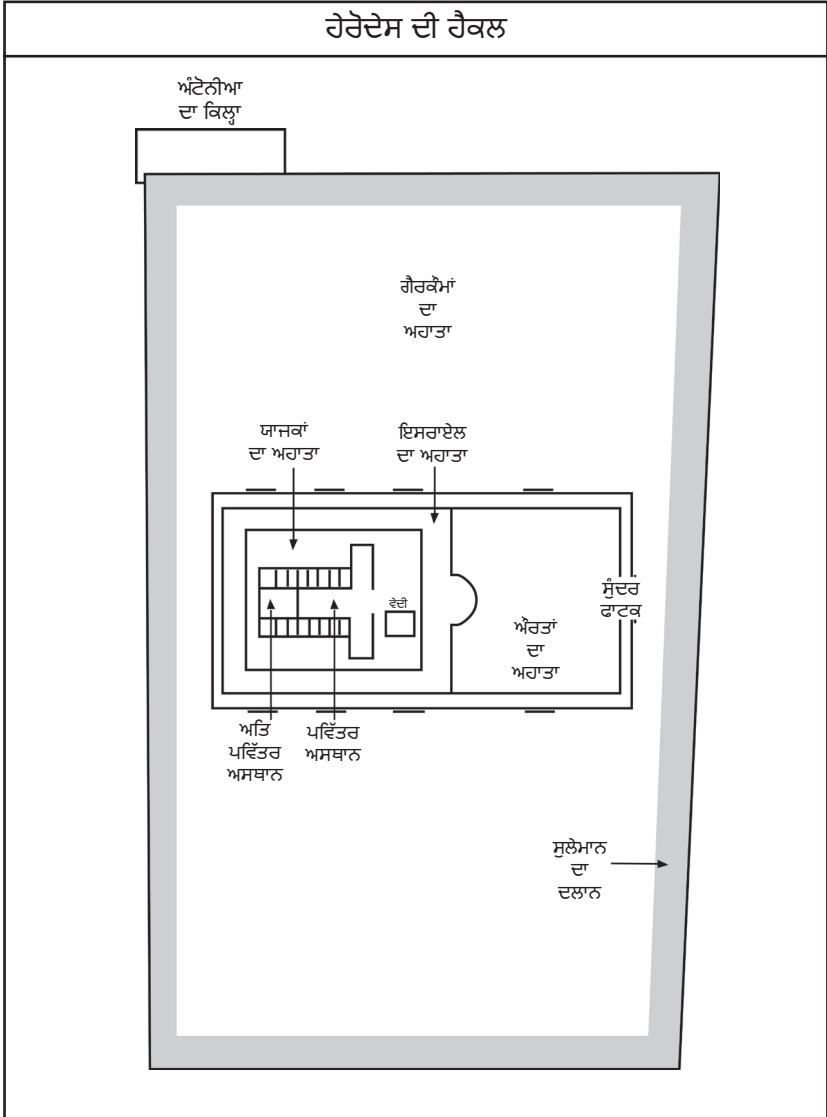 ਹੇਰੋਦੇਸ ਦੀ ਹੈਕਲ
ਅੰਟੋਨੀਆ
ਦਾ ਕਿਲ੍ਹਾ
ਗੈਰਕੌਮਾਂ
ਦਾ
ਅਹਾਤਾ
ਯਾਜਕਾਂ
ਦਾ ਅਹਾਤਾ
ਇਸਰਾਏਲ
ਦਾ ਅਹਾਤਾ
ਵੇਦੀ
ਸੁੰਦਰ
ਫਾਟਕ
ਔਰਤਾਂ
ਦਾ
ਅਹਾਤਾ
ਅਤਿ
ਪਵਿੱਤਰ
ਅਸਥਾਨ
ਪਵਿੱਤਰ
ਅਸਥਾਨ
ਸੁਲੇਮਾਨ
ਦਾ
ਦਲਾਨ